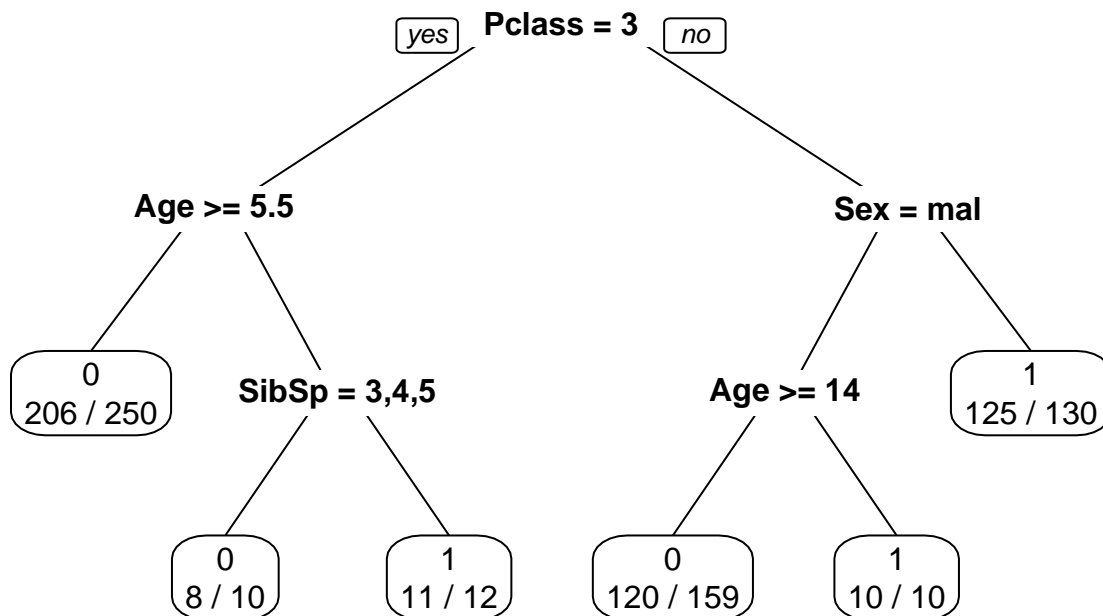 Pclass = 3
yes
no
Age >= 5.5
Sex = mal
0
206 / 250
SibSp = 3,4,5
Age >= 14
1
125 / 130
0
8 / 10
1
11 / 12
0
120 / 159
1
10 / 10